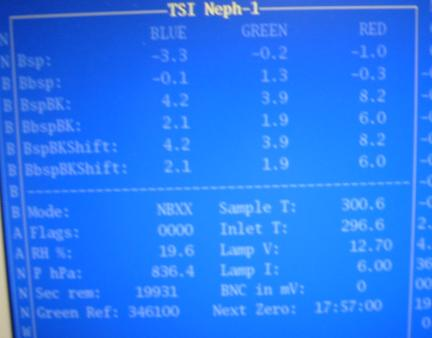 TSI Neph-1
BLUE GREEN RED
Bsp: -3.3 -0.2 -1.0
Bbsp: -0.1 1.3 -0.3
BspBK: 4.2 3.9 8.2
BbspBK: 2.1 1.9 6.0
BspBKShift: 4.2 3.9 8.2
BbspBKShift: 2.1 1.9 6.0
Mode: NBXX Sample T: 300.6
Flags: 0000 Inlet T: 296.6
RH %: 19.6 Lamp V: 12.70
P hPa: 836.4 Lamp I: 6.00
Sec rem: 19931 BNC in mV: 0
Green Ref: 346100 Next Zero: 17:57:00